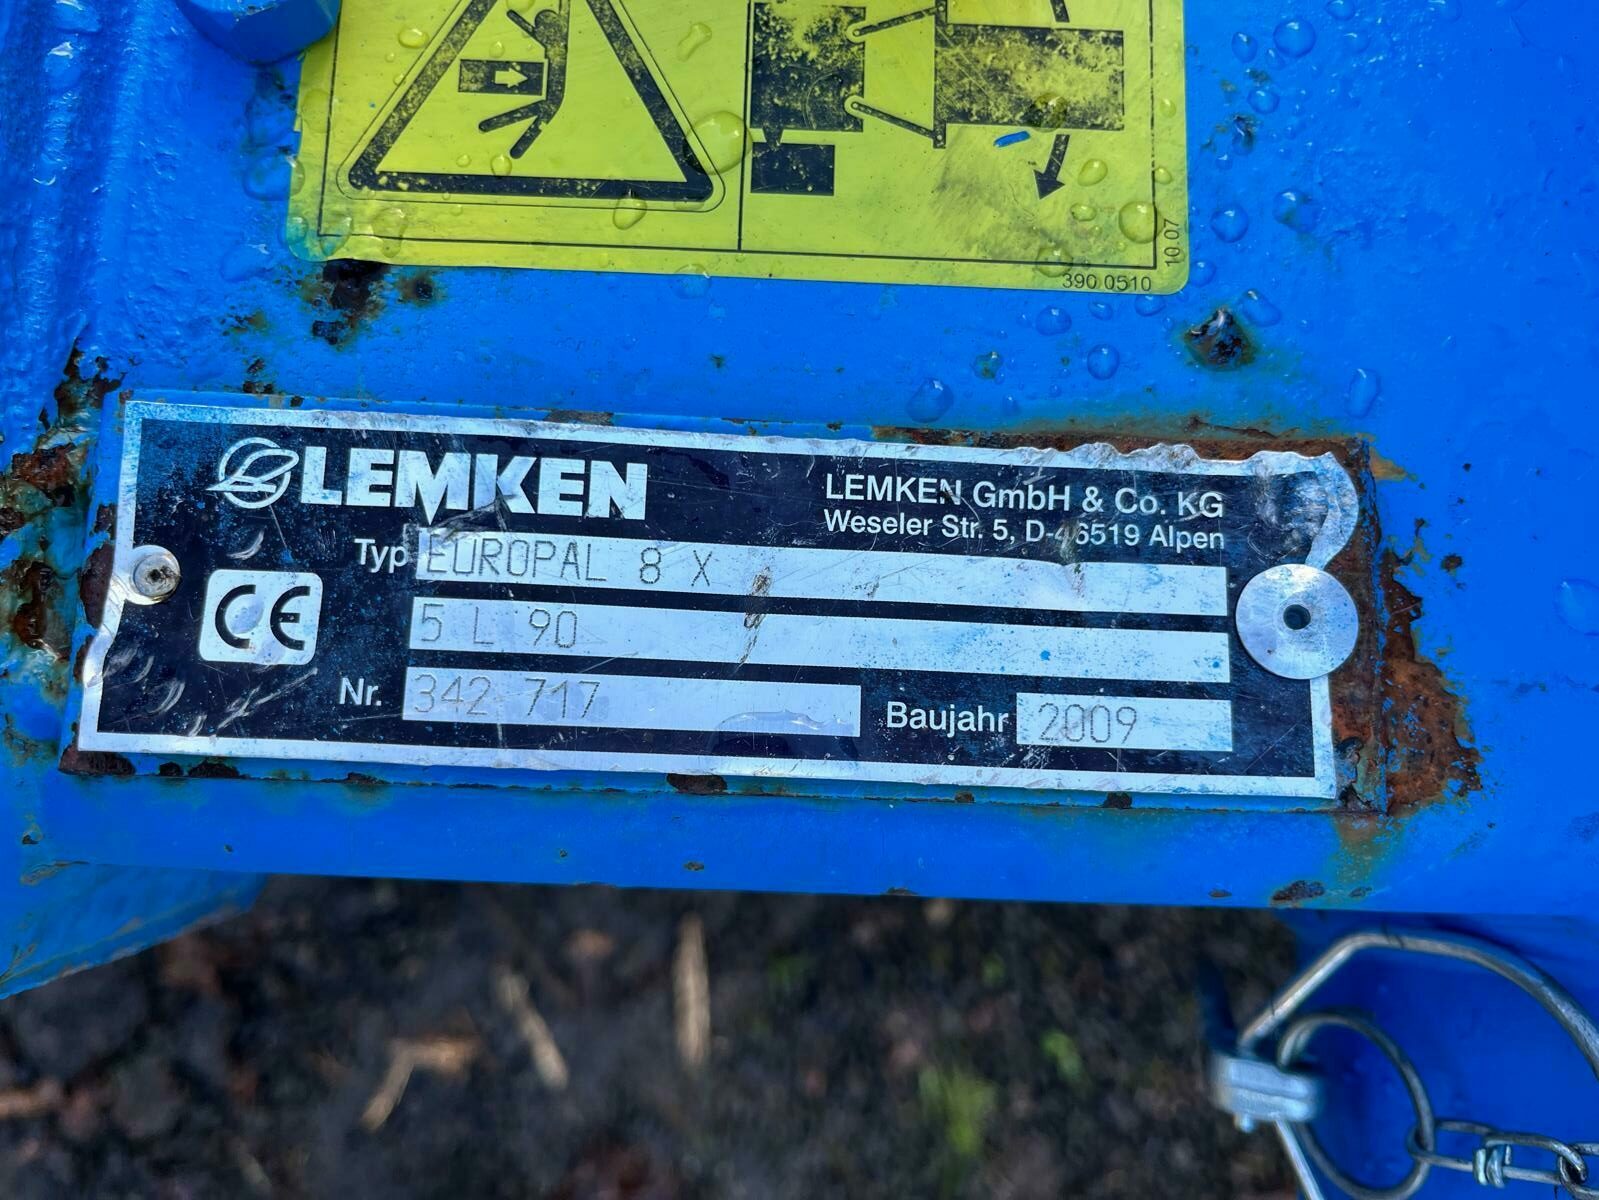 10.07
390 0510
LEMKEN
LEMKEN GmbH & Co. KG
Weseler Str. 5, D-46519 Alpen
Typ EUROPAL 8 X
CE
5 L 90
Nr. 342 717
Baujahr 2009